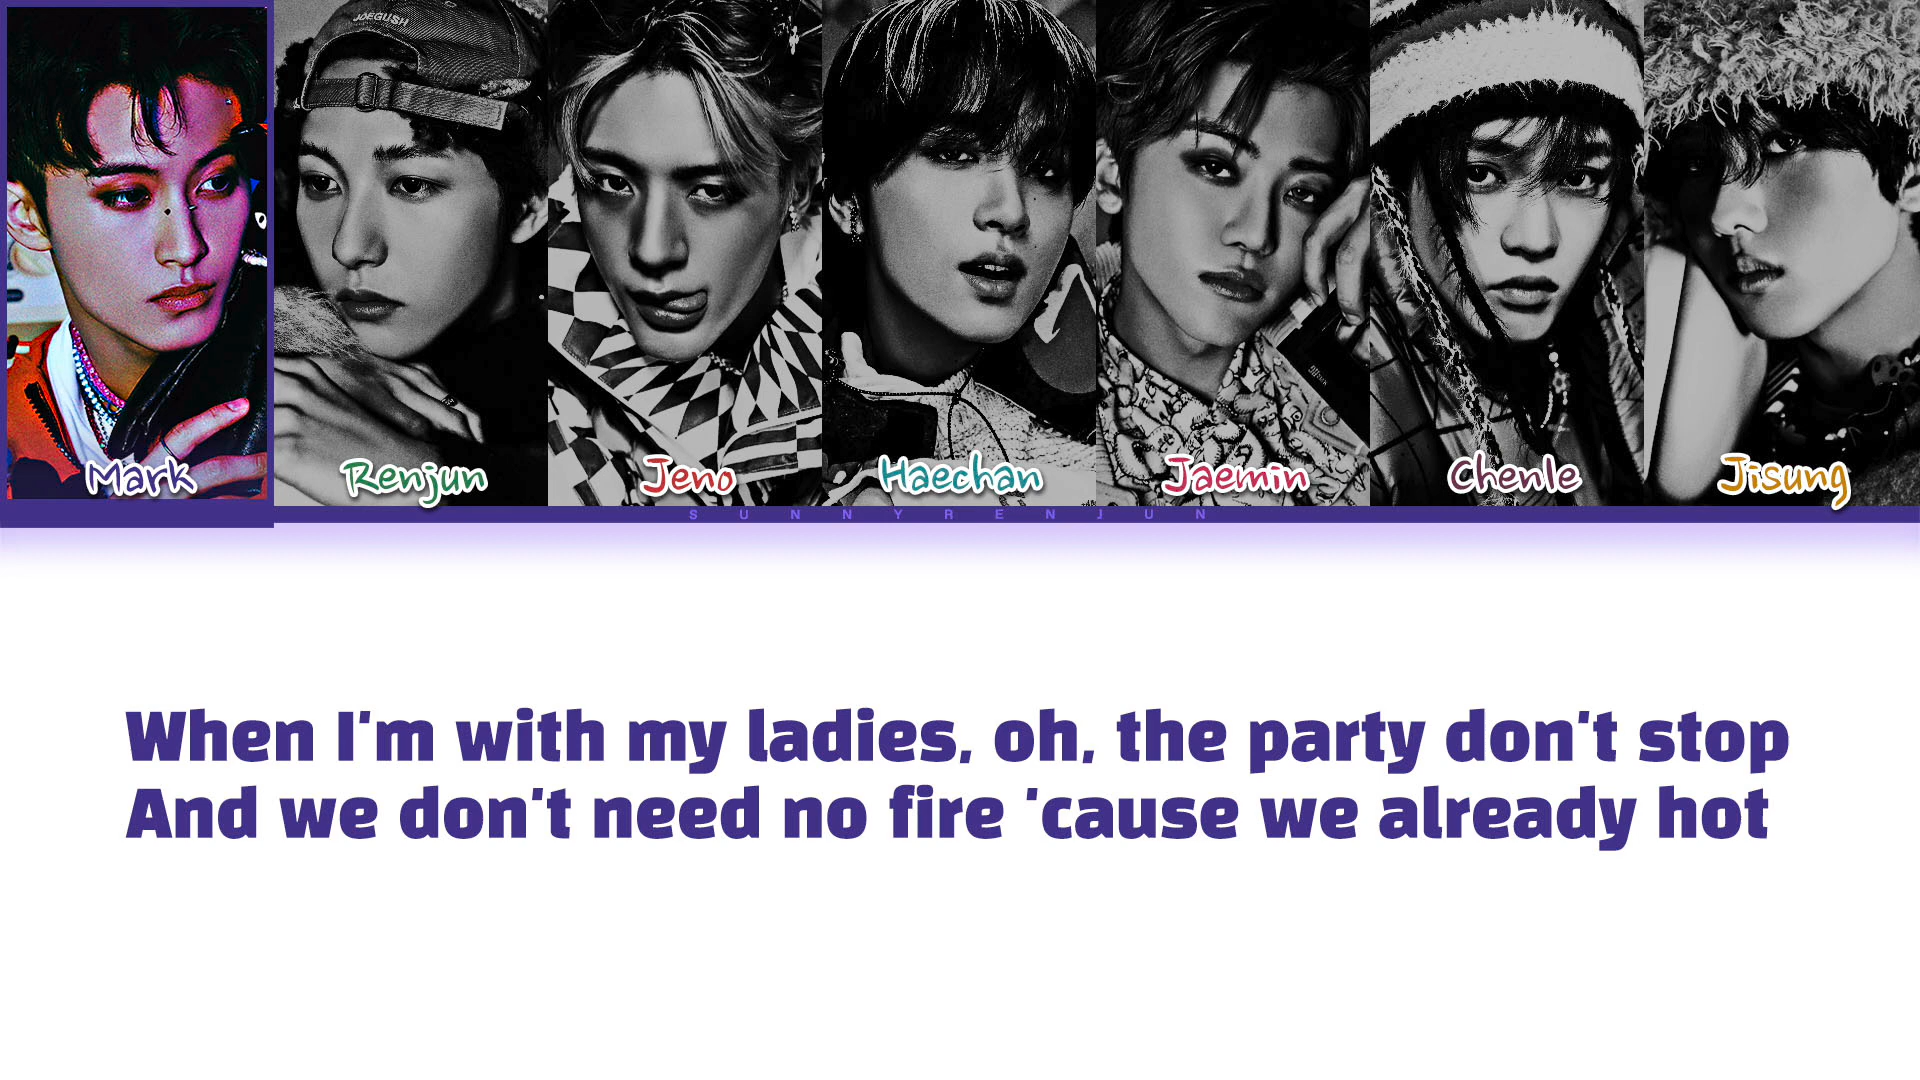 JOEGUSH
Mark
Renjun
Jeno
Haechan
Jaemin
Chenle
Jisung
SUNNYRENJUN
When I'm with my ladies, oh, the party don't stop
And we don't need no fire 'cause we already hot